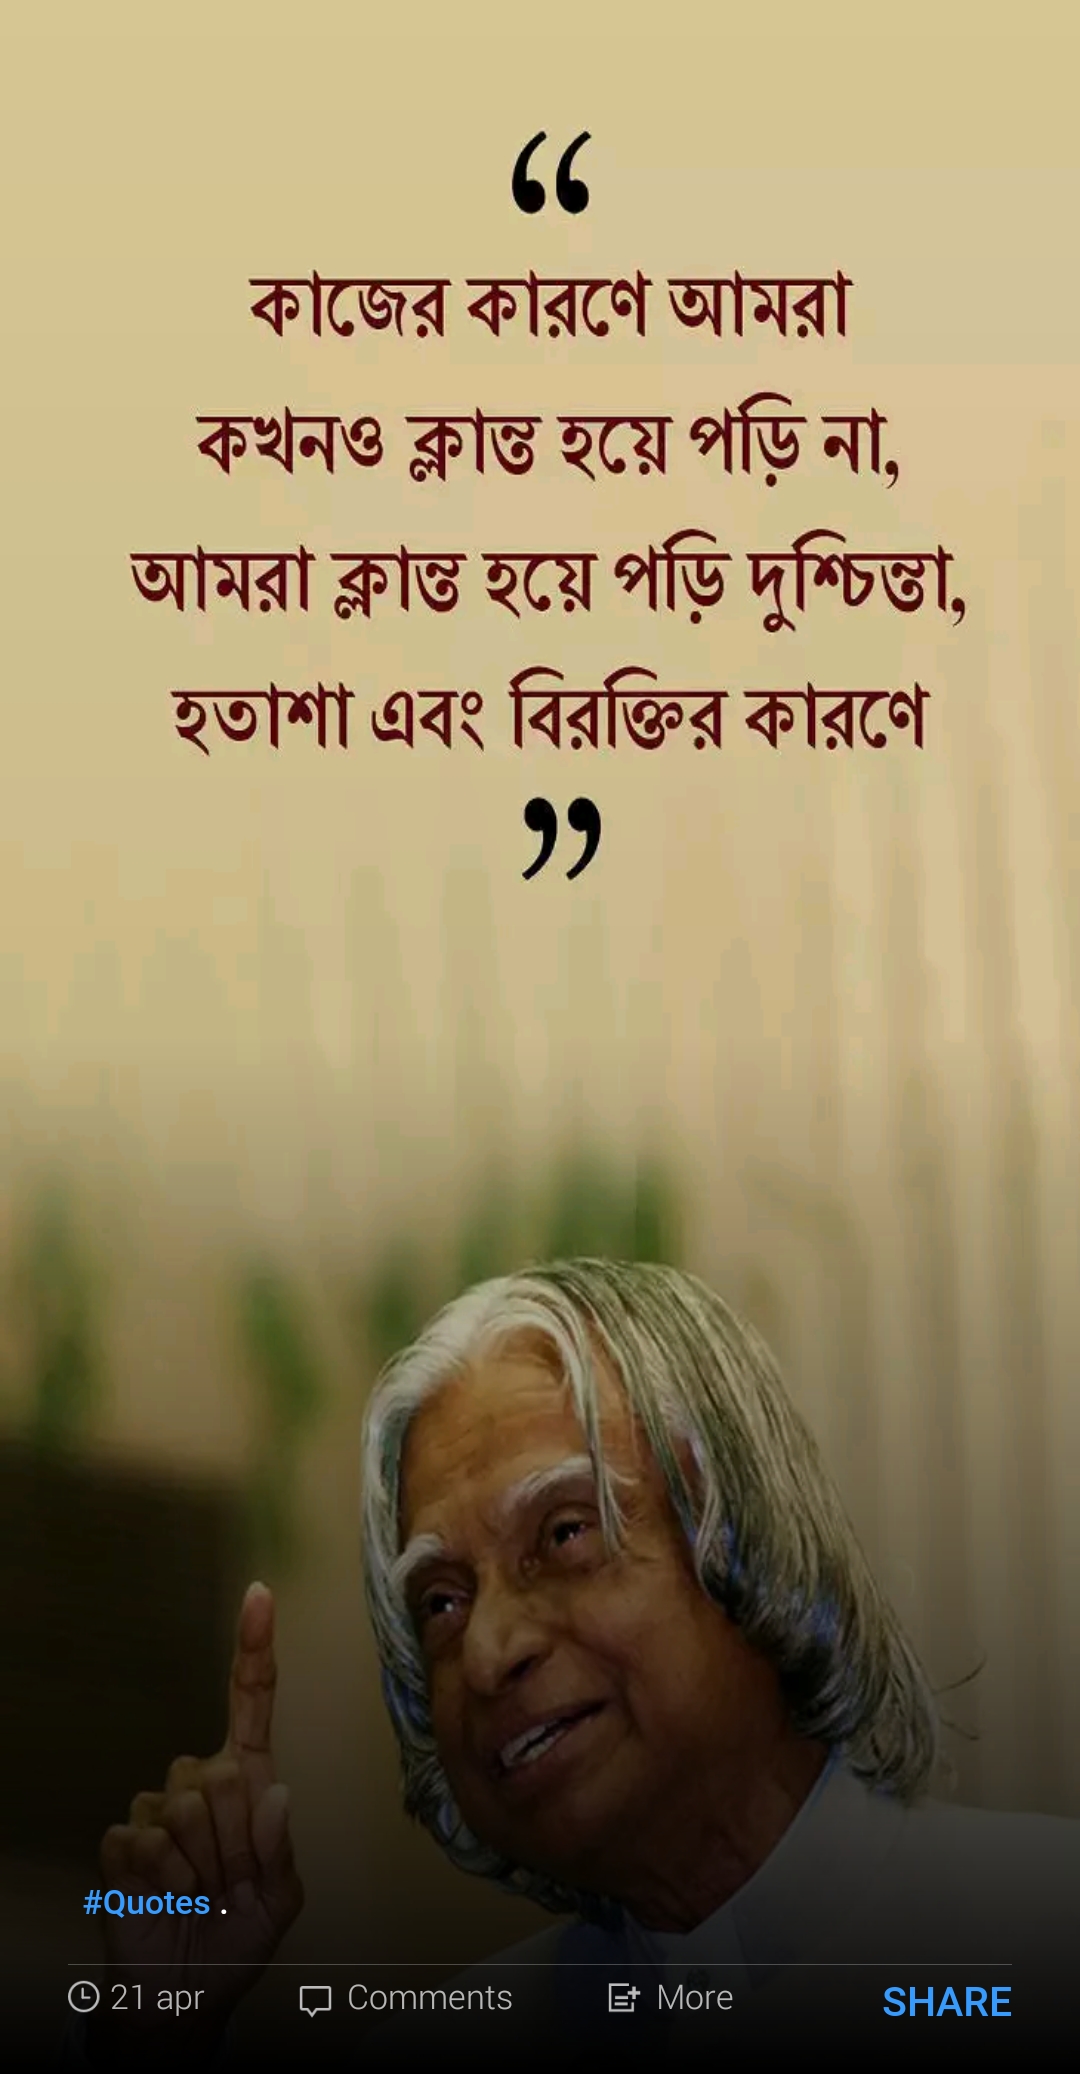 “
কাজের কারণে আমরা
কখনও ক্লান্ত হয়ে পড়ি না,
আমরা ক্লান্ত হয়ে পড়ি দুশ্চিন্তা,
হতাশা এবং বিরক্তির কারণে
”
#Quotes .
21 apr Comments More SHARE